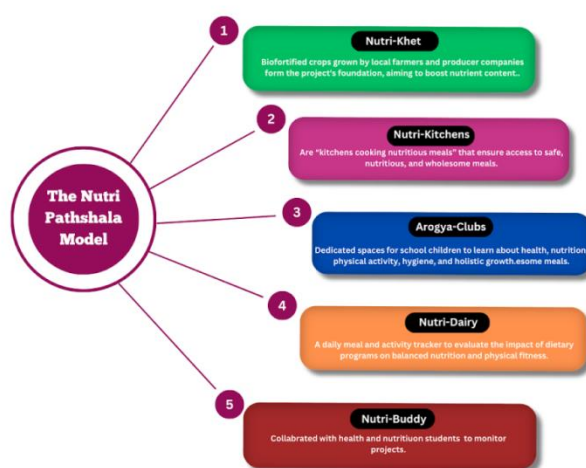 The Nutri
Pathshala
Model
1
Nutri-Khet
Biofortified crops grown by local farmers and producer companies
form the project's foundation, aiming to boost nutrient content..
2
Nutri-Kitchens
Are "kitchens cooking nutritious meals" that ensure access to safe,
nutritious, and wholesome meals.
3
Arogya-Clubs
Dedicated spaces for school children to learn about health, nutrition,
physical activity, hygiene, and holistic growth.esome meals.
4
Nutri-Dairy
A daily meal and activity tracker to evaluate the impact of dietary
programs on balanced nutrition and physical fitness.
5
Nutri-Buddy
Collabrated with health and nutritiuon students to monitor
projects.